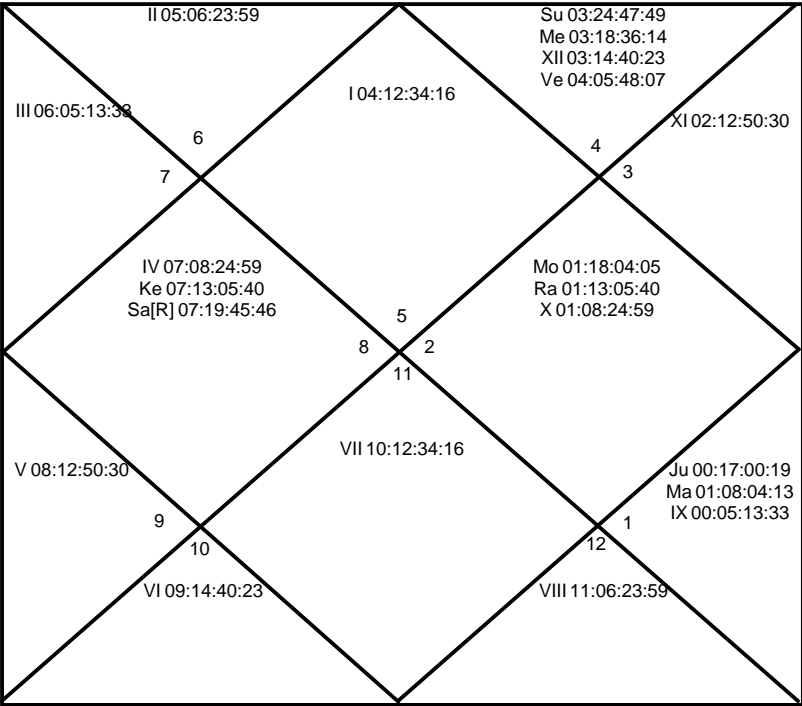 II 05:06:23:59
Su 03:24:47:49
Me 03:18:36:14
XII 03:14:40:23
Ve 04:05:48:07
I 04:12:34:16
III 06:05:13:33
XI 02:12:50:30
6
4
7
3
IV 07:08:24:59
Ke 07:13:05:40
Sa[R] 07:19:45:46
Mo 01:18:04:05
Ra 01:13:05:40
X 01:08:24:59
5
8
2
11
VII 10:12:34:16
V 08:12:50:30
Ju 00:17:00:19
Ma 01:08:04:13
IX 00:05:13:33
9
1
10
12
VI 09:14:40:23
VIII 11:06:23:59